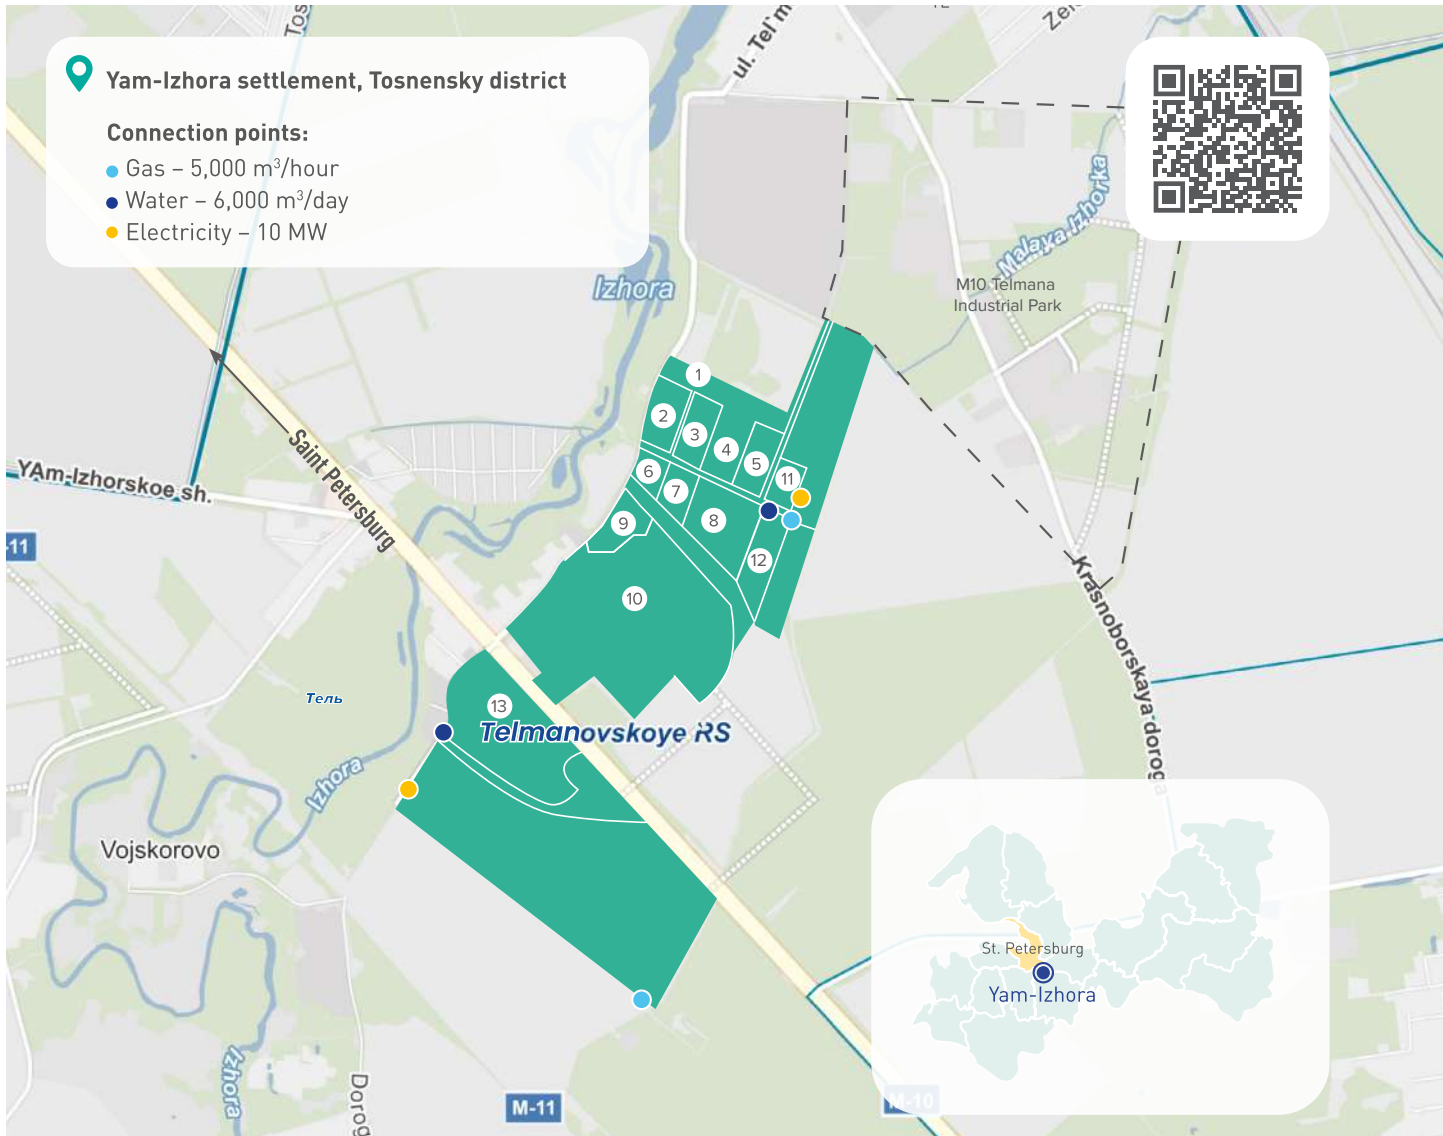 Tos
ul. Tel'm
Yam-Izhora settlement, Tosnensky district
Connection points:
Gas – 5,000 m³/hour
Water – 6,000 m³/day
Electricity – 10 MW
Malaya Izhorka
Izhora
M10 Telmana
Industrial Park
1
2
3
4
5
6
7
8
9
10
11
12
13
Saint Petersburg
YAm-Izhorskoe sh.
-11
Krasnoborskaya doroga
Тель
Telmanovskoye RS
Izhora
Vojskorovo
St. Petersburg
Yam-Izhora
Izhora
Dorog
M-11
M-10